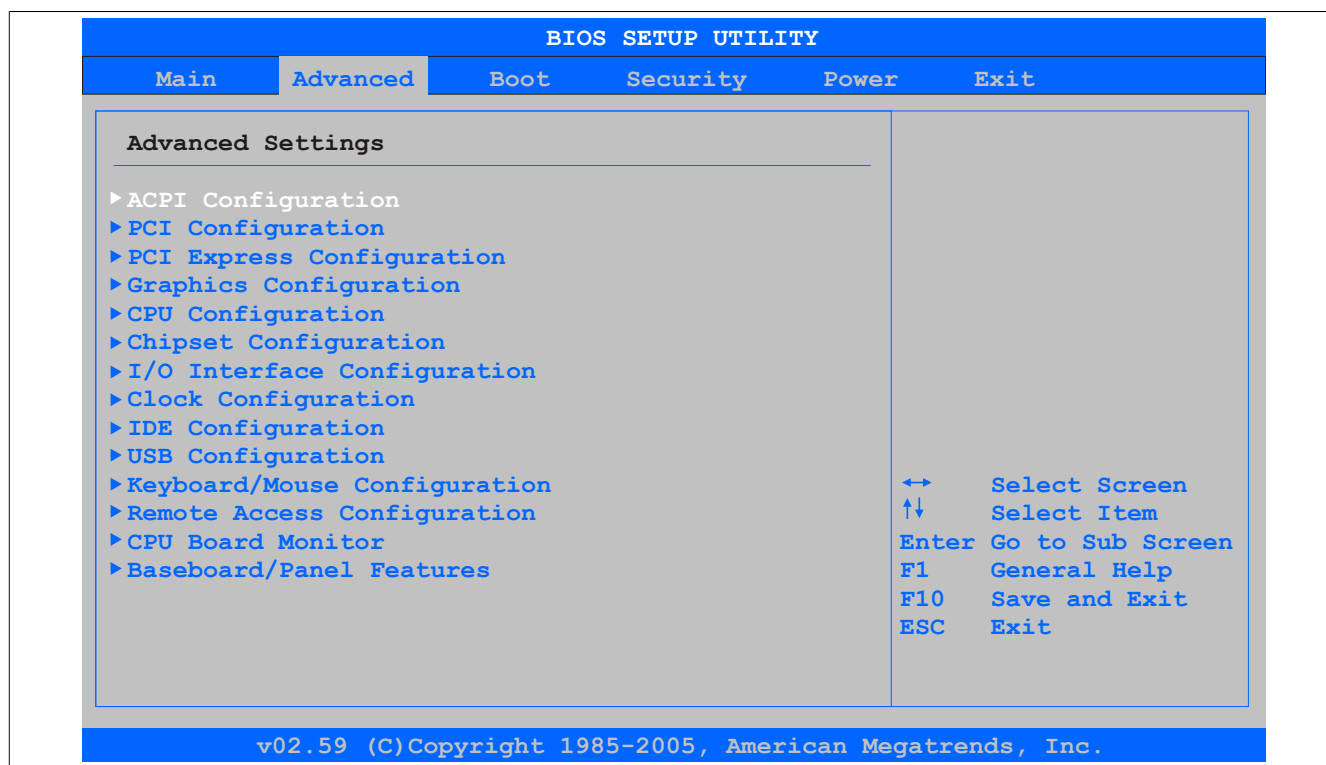 BIOS SETUP UTILITY
Main Advanced Boot Security Power Exit
Advanced Settings
ACPI Configuration
PCI Configuration
PCI Express Configuration
Graphics Configuration
CPU Configuration
Chipset Configuration
I/O Interface Configuration
Clock Configuration
IDE Configuration
USB Configuration
Keyboard/Mouse Configuration
Remote Access Configuration
CPU Board Monitor
Baseboard/Panel Features
↔ Select Screen
↑↓ Select Item
Enter Go to Sub Screen
F1 General Help
F10 Save and Exit
ESC Exit
v02.59 (C)Copyright 1985-2005, American Megatrends, Inc.